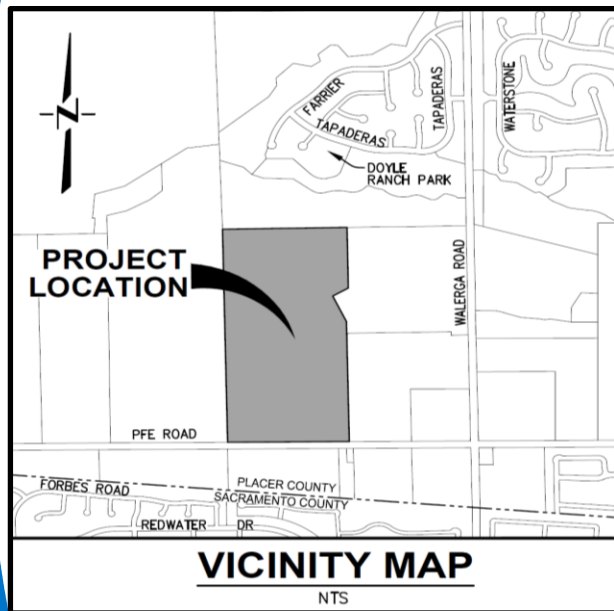 N
FARRIER
TAPADERAS
TAPADERAS
WATERSTONE
DOYLE
RANCH PARK
PROJECT
LOCATION
WALERGA ROAD
PFE ROAD
FORBES ROAD
PLACER COUNTY
SACRAMENTO COUNTY
REDWATER DR
VICINITY MAP
NTS